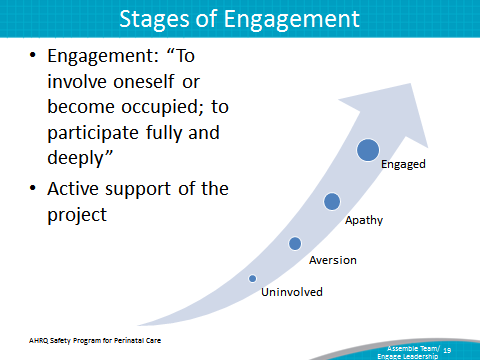 Stages of Engagement
• Engagement: “To
involve oneself or
become occupied; to
participate fully and
deeply”
• Active support of the
project
Engaged
Apathy
Aversion
Uninvolved
AHRQ Safety Program for Perinatal Care
Assemble Team/
Engage Leadership
19